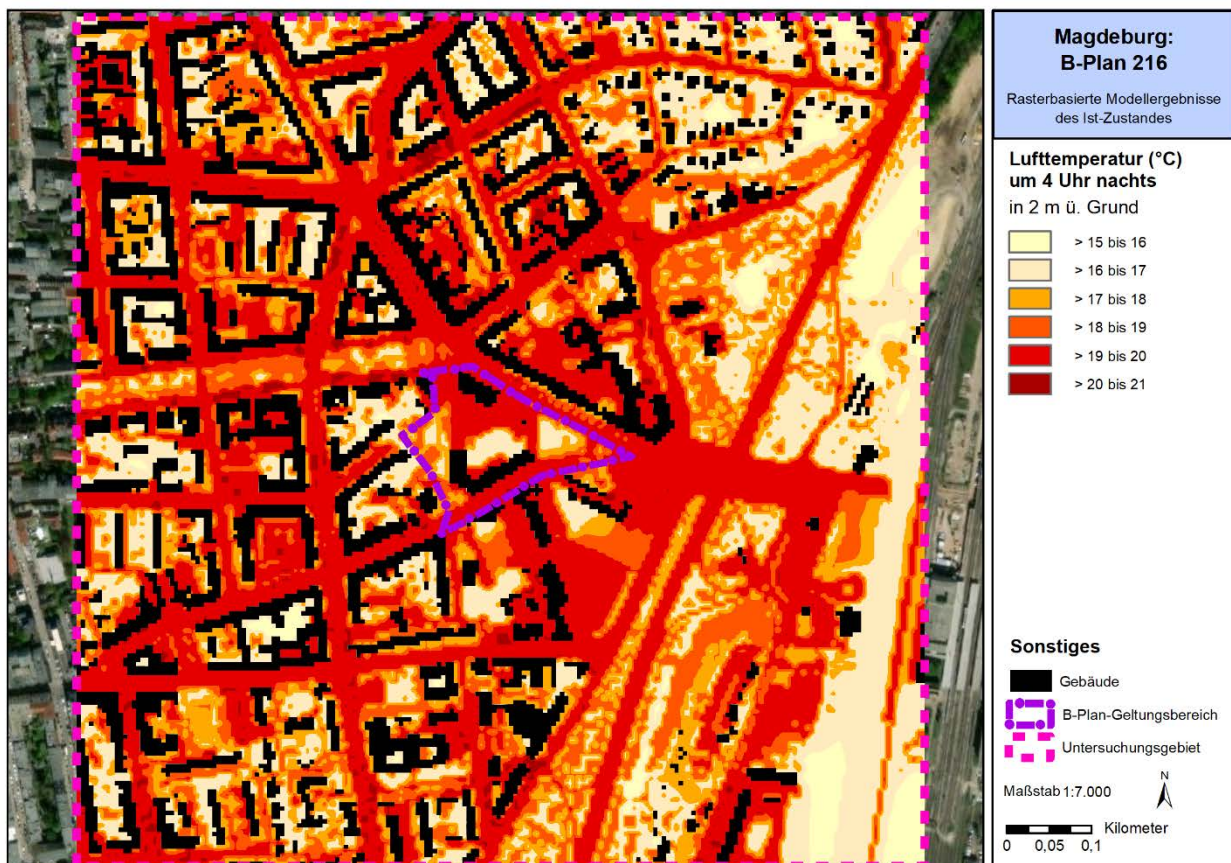 Magdeburg:
B-Plan 216
Rasterbasierte Modellergebnisse
des Ist-Zustandes
Lufttemperatur (°C)
um 4 Uhr nachts
in 2 m ü. Grund
> 15 bis 16
> 16 bis 17
> 17 bis 18
> 18 bis 19
> 19 bis 20
> 20 bis 21
Sonstiges
Gebäude
B-Plan-Geltungsbereich
Untersuchungsgebiet
Maßstab 1:7.000
N
Kilometer
0 0,05 0,1